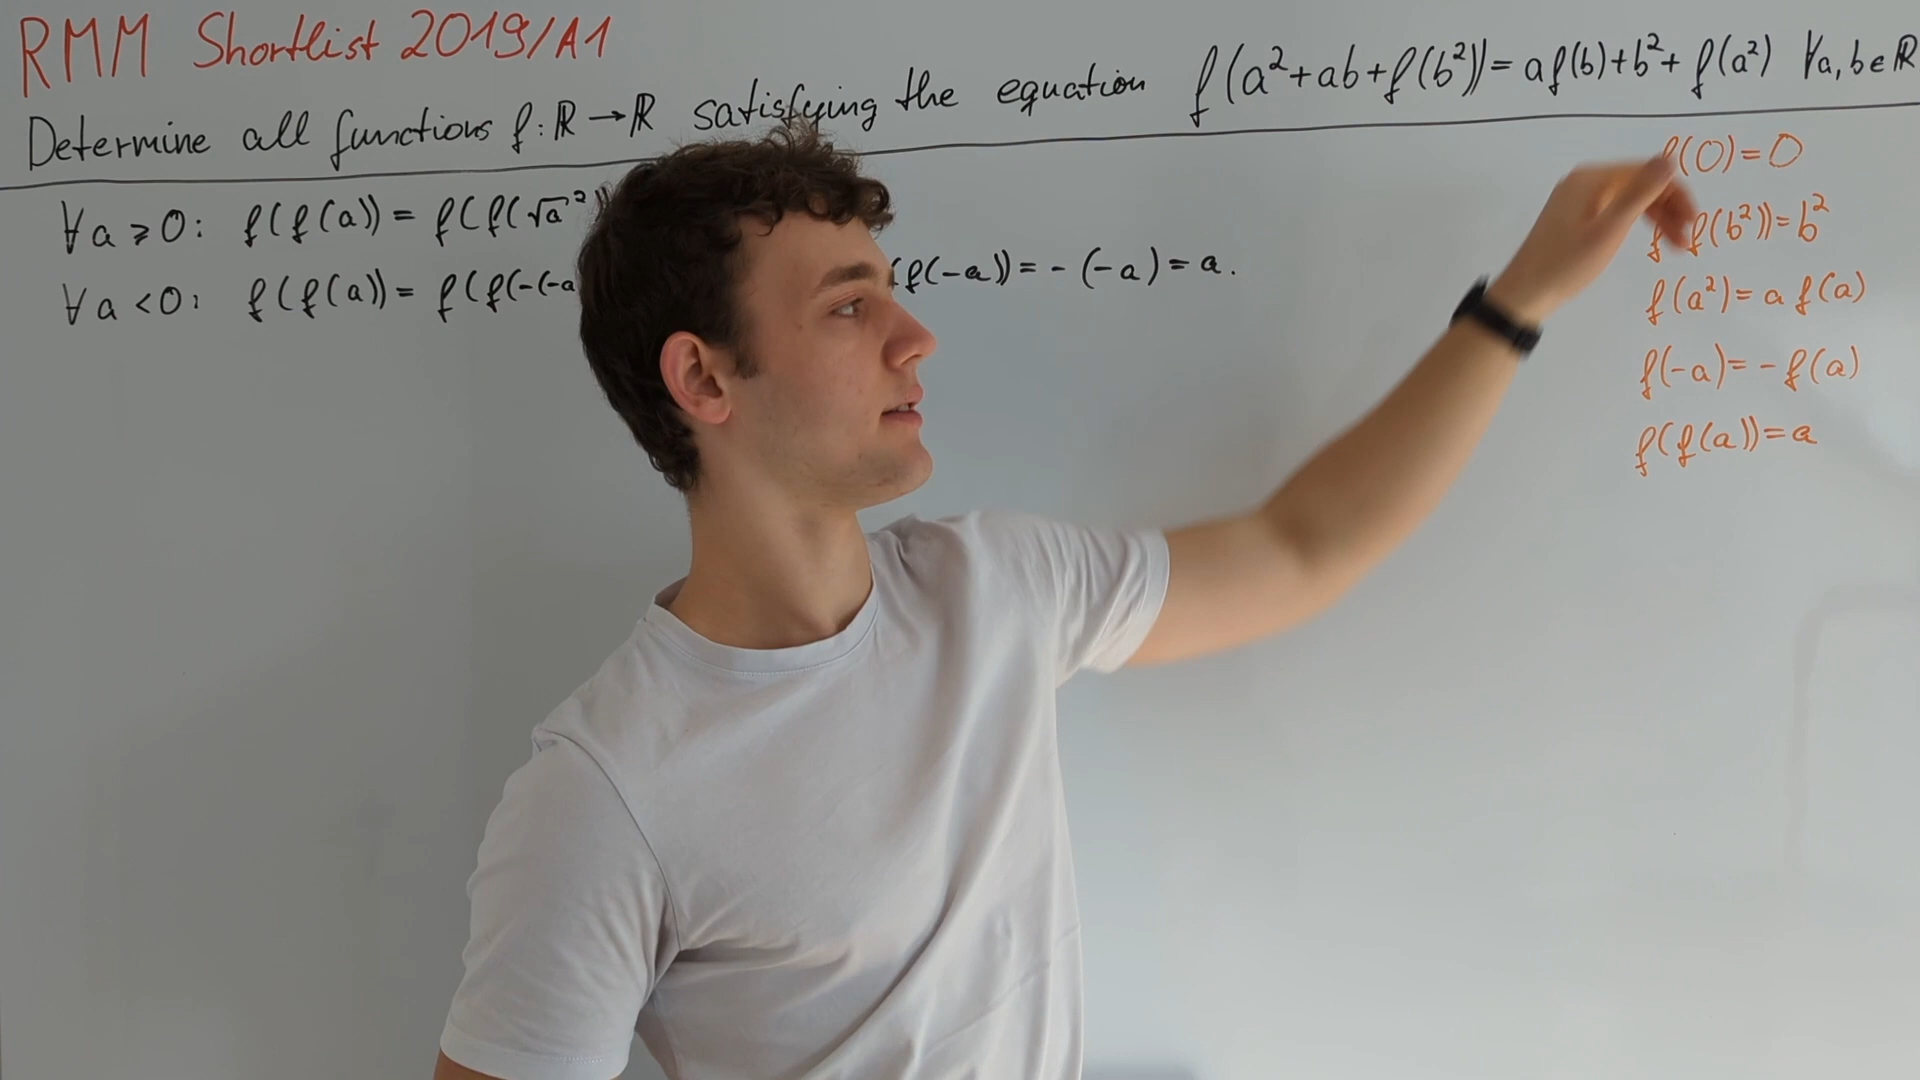 RMM Shortlist 2019/A1
Determine all functions f: ℝ → ℝ satisfying the equation f(a²+ab+f(b²))= af(b)+b²+f(a²) ∀a,b∈ℝ
∀a⩾0: f(f(a)) = f(f(√a²))
∀a<0: f(f(a)) = f(f(-(-a f(-a)) = -(-a) = a.
f(0)=0
f(f(b²))=b²
f(a²)= a f(a)
f(-a)= -f(a)
f(f(a))=a